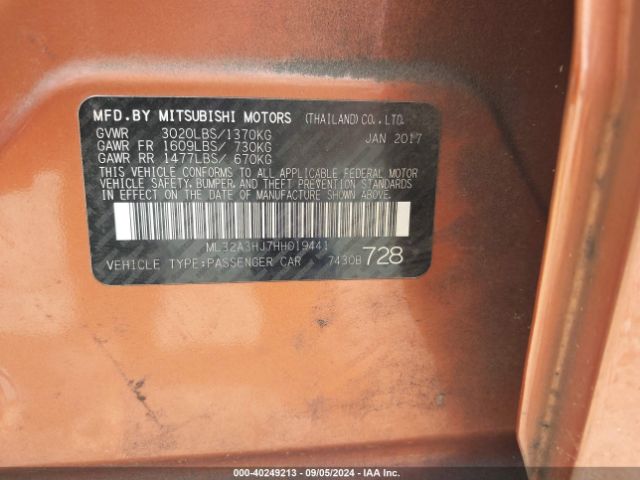 MFD.BY MITSUBISHI MOTORS (THAILAND) CO., LTD.
GVWR 3020LBS/1370KG JAN 2017
GAWR FR 1609LBS/ 730KG
GAWR RR 1477LBS/ 670KG
THIS VEHICLE CONFORMS TO ALL APPLICABLE FEDERAL MOTOR
VEHICLE SAFETY, BUMPER, AND THEFT PREVENTION STANDARDS
IN EFFECT ON THE DATE OF MANUFACTURE SHOWN ABOVE.
ML32A3HJ7HH019441
VEHICLE TYPE:PASSENGER CAR 7430B 728
000-40249213 - 09/05/2024 - IAA Inc.